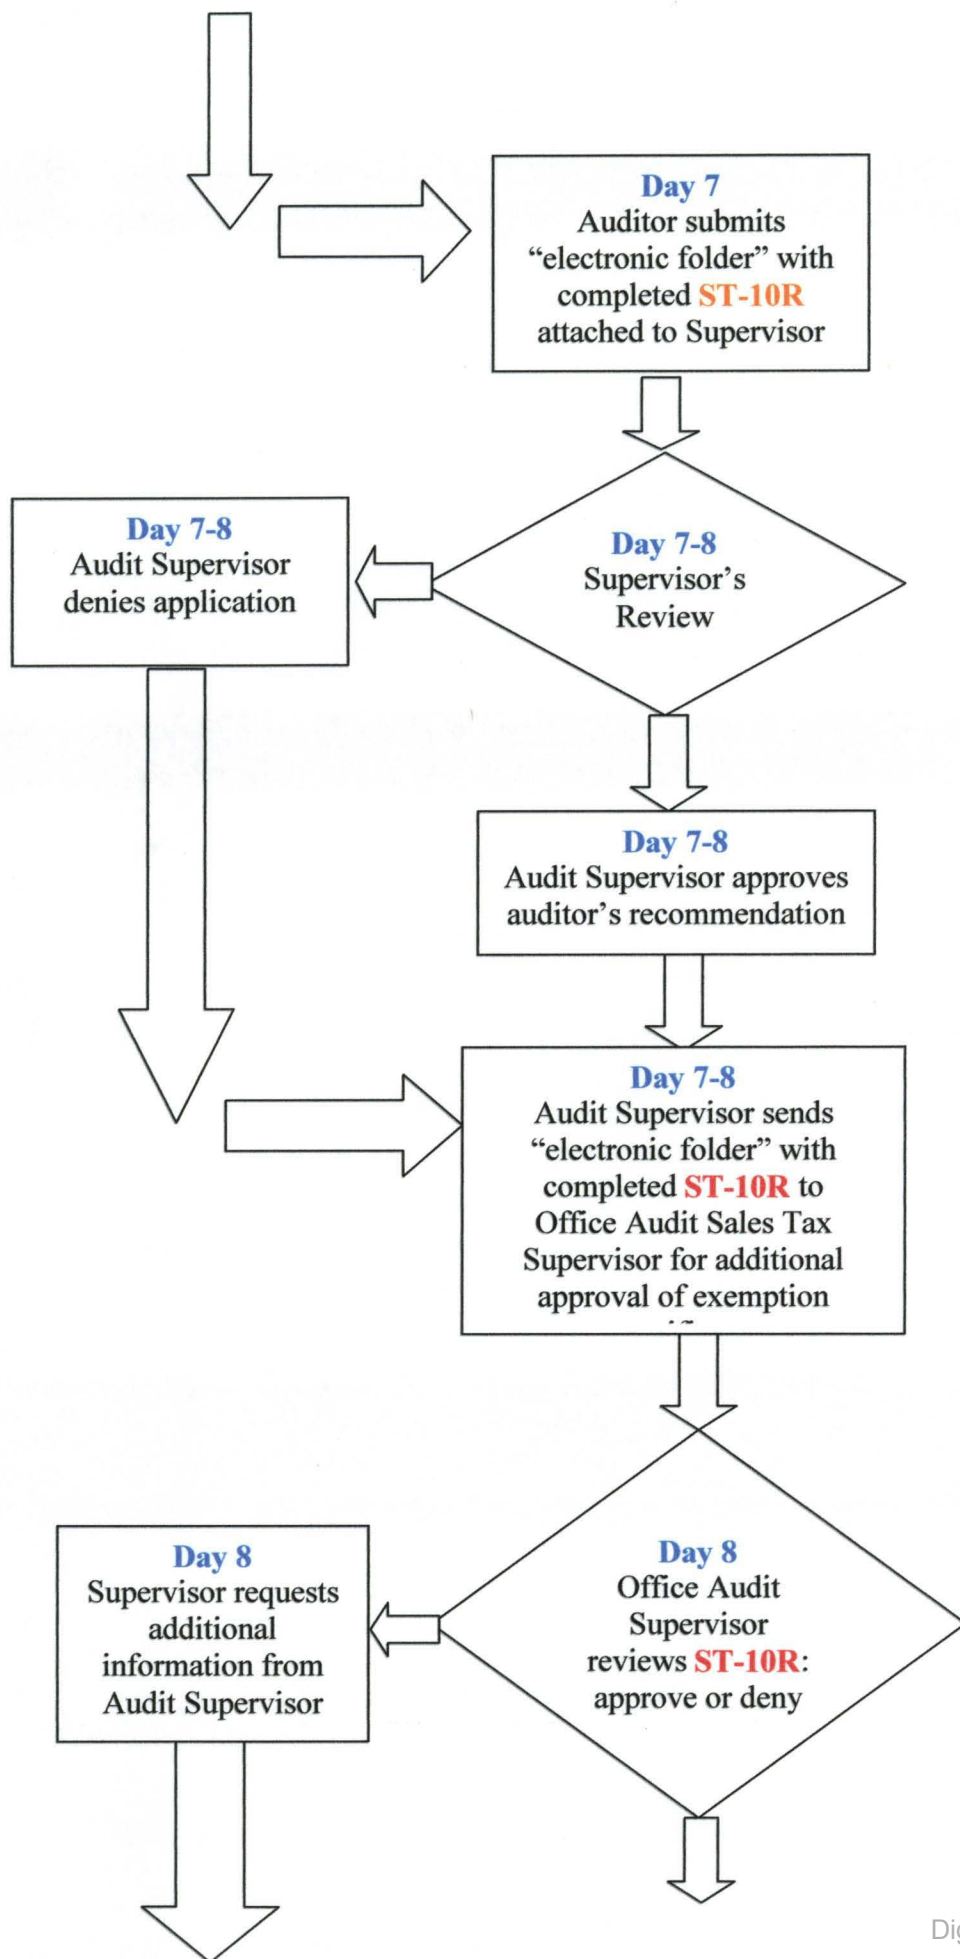 Day 7
Auditor submits
“electronic folder” with
completed ST-10R
attached to Supervisor
Day 7-8
Audit Supervisor
denies application
Day 7-8
Supervisor’s
Review
Day 7-8
Audit Supervisor approves
auditor’s recommendation
Day 7-8
Audit Supervisor sends
“electronic folder” with
completed ST-10R to
Office Audit Sales Tax
Supervisor for additional
approval of exemption
Day 8
Supervisor requests
additional
information from
Audit Supervisor
Day 8
Office Audit
Supervisor
reviews ST-10R:
approve or deny
Dig